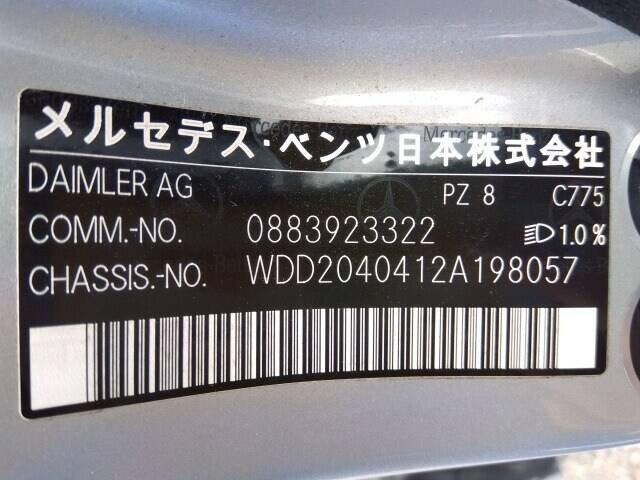 メルセデス・ベンツ日本株式会社
DAIMLER AG PZ 8 C775
COMM.-NO. 0883923322 1.0%
CHASSIS.-NO. WDD2040412A198057